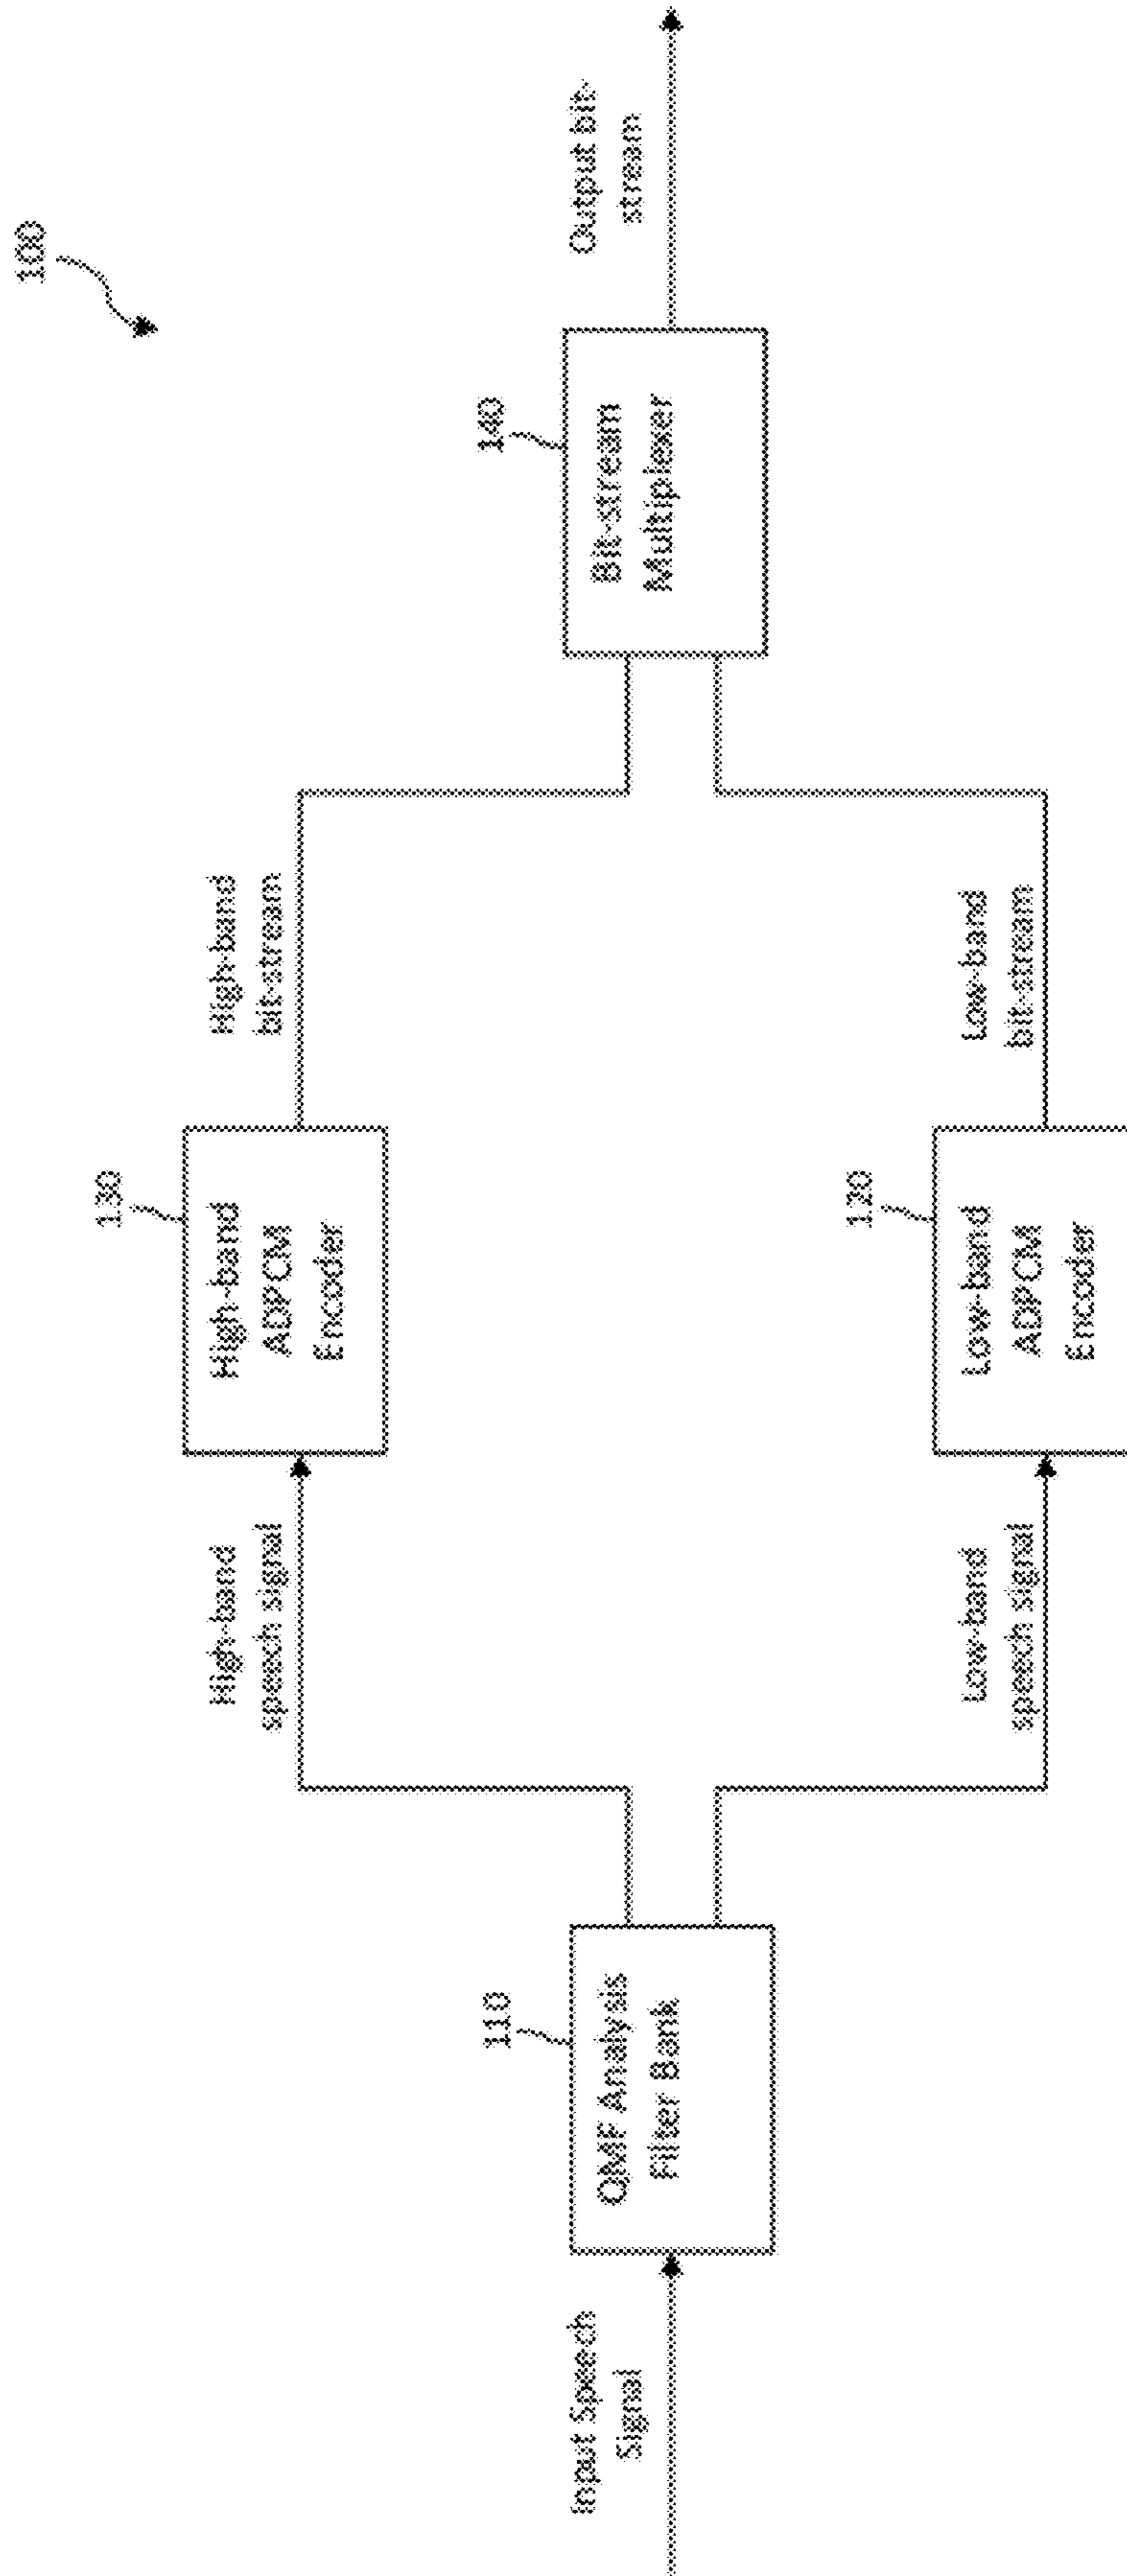 100
Input Speech
Signal
110
QMF Analysis
Filter Bank
High-band
speech signal
130
High-band
ADPCM
Encoder
High-band
bit-stream
Low-band
speech signal
120
Low-band
ADPCM
Encoder
Low-band
bit-stream
140
Bit-stream
Multiplexer
Output bit-
stream